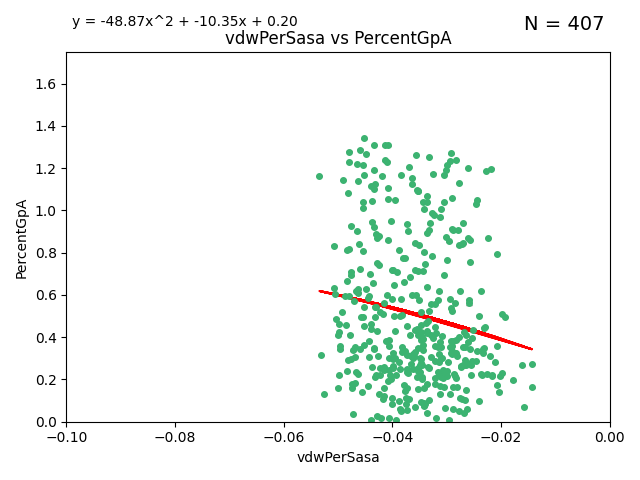 y = -48.87x^2 + -10.35x + 0.20
N = 407
vdwPerSasa vs PercentGpA
PercentGpA
1.6
1.4
1.2
1.0
0.8
0.6
0.4
0.2
0.0
−0.10 −0.08 −0.06 −0.04 −0.02 0.00
vdwPerSasa